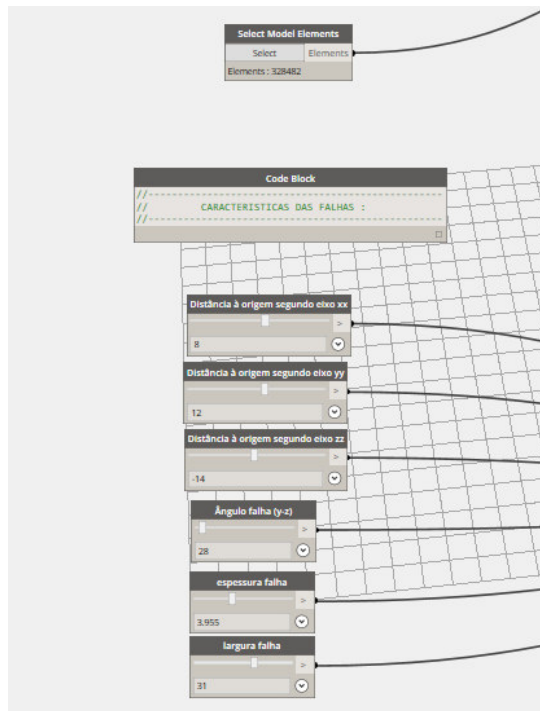 Select Model Elements
Select Elements
Elements : 328482
Code Block
//----------------------------------------------------------
// CARACTERISTICAS DAS FALHAS :
//----------------------------------------------------------
Distância à origem segundo eixo xx
>
8
Distância à origem segundo eixo yy
>
12
Distância à origem segundo eixo zz
>
-14
Ângulo falha (y-z)
>
28
espessura falha
>
3.955
largura falha
>
31